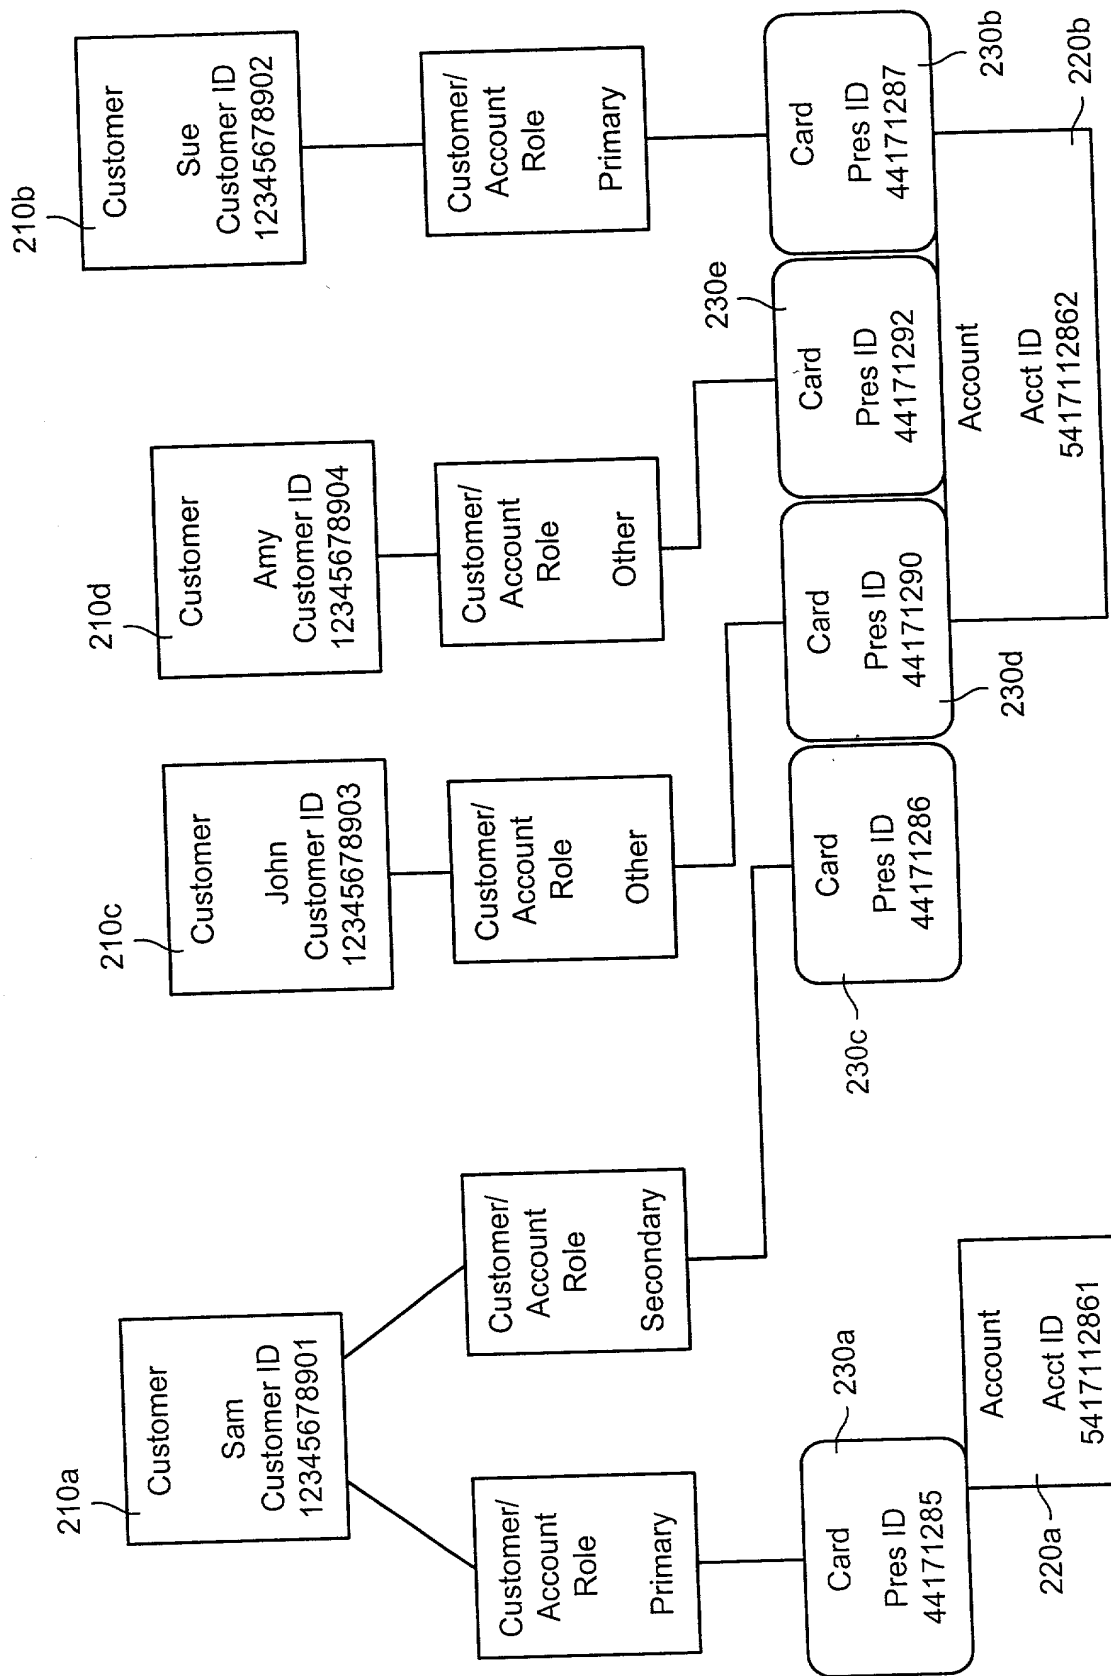 210a
Customer
Sam
Customer ID
12345678901
210c
Customer
John
Customer ID
12345678903
210d
Customer
Amy
Customer ID
12345678904
210b
Customer
Sue
Customer ID
12345678902
Customer/
Account
Role
Primary
Customer/
Account
Role
Secondary
Customer/
Account
Role
Other
Customer/
Account
Role
Other
Customer/
Account
Role
Primary
230a
Card
Pres ID
44171285
230c
Card
Pres ID
44171286
Card
Pres ID
44171290
230d
230e
Card
Pres ID
44171292
Card
Pres ID
44171287
230b
220a
Account
Acct ID
5417112861
Account
Acct ID
5417112862
220b